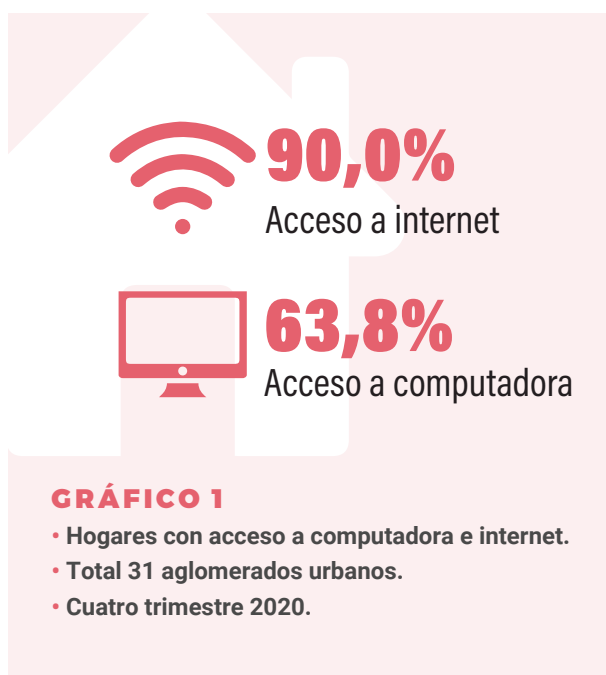 90,0%
Acceso a internet
63,8%
Acceso a computadora
GRÁFICO 1
• Hogares con acceso a computadora e internet.
• Total 31 aglomerados urbanos.
• Cuatro trimestre 2020.